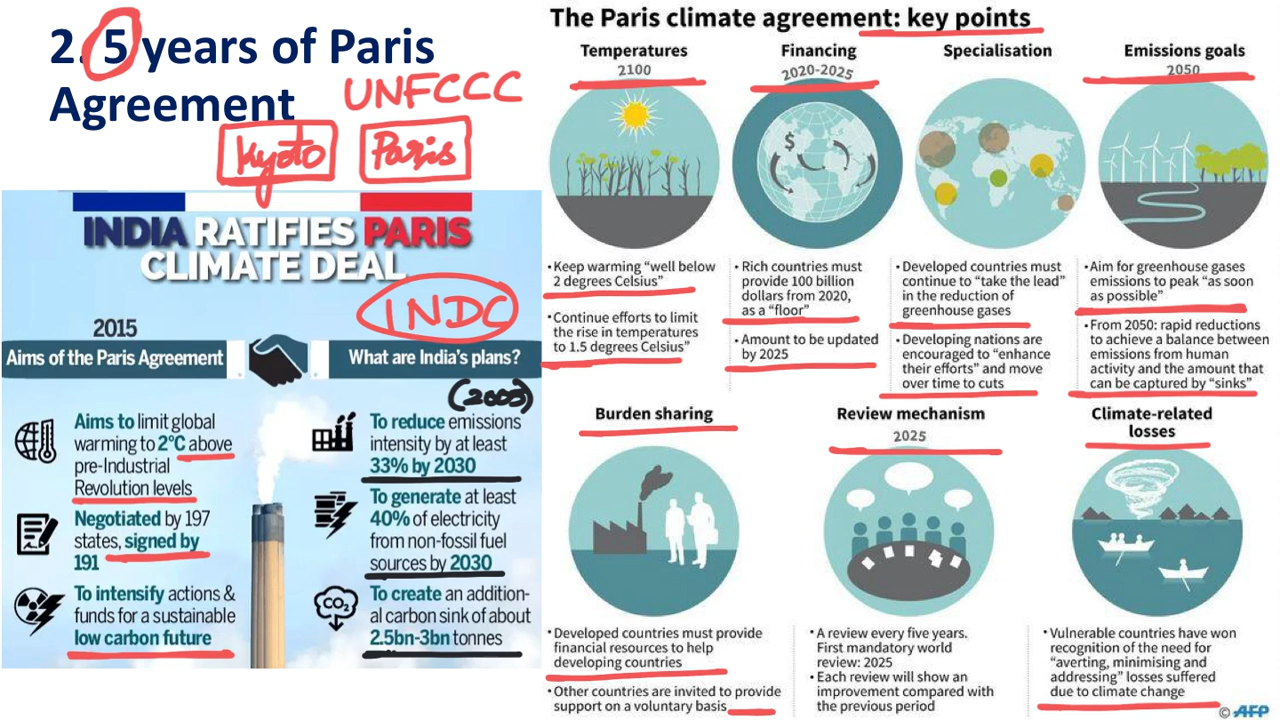 2. 5 years of Paris
Agreement
UNFCCC
Kyoto
Paris
INDIA RATIFIES PARIS
CLIMATE DEAL
INDC
2015
Aims of the Paris Agreement
What are India's plans?
(2005)
Aims to limit global
warming to 2°C above
pre-Industrial
Revolution levels
Negotiated by 197
states, signed by
191
To intensify actions &
funds for a sustainable
low carbon future
To reduce emissions
intensity by at least
33% by 2030
To generate at least
40% of electricity
from non-fossil fuel
sources by 2030
CO2
To create an addition-
al carbon sink of about
2.5bn-3bn tonnes
The Paris climate agreement: key points
Temperatures
2100
• Keep warming "well below
2 degrees Celsius"
• Continue efforts to limit
the rise in temperatures
to 1.5 degrees Celsius"
Financing
2020-2025
$
• Rich countries must
provide 100 billion
dollars from 2020,
as a "floor"
• Amount to be updated
by 2025
Specialisation
• Developed countries must
continue to "take the lead"
in the reduction of
greenhouse gases
• Developing nations are
encouraged to "enhance
their efforts" and move
over time to cuts
Emissions goals
2050
• Aim for greenhouse gases
emissions to peak "as soon
as possible"
• From 2050: rapid reductions
to achieve a balance between
emissions from human
activity and the amount that
can be captured by "sinks"
Burden sharing
• Developed countries must provide
financial resources to help
developing countries
• Other countries are invited to provide
support on a voluntary basis
Review mechanism
2025
• A review every five years.
First mandatory world
review: 2025
• Each review will show an
improvement compared with
the previous period
Climate-related
losses
• Vulnerable countries have won
recognition of the need for
"averting, minimising and
addressing" losses suffered
due to climate change
© AFP